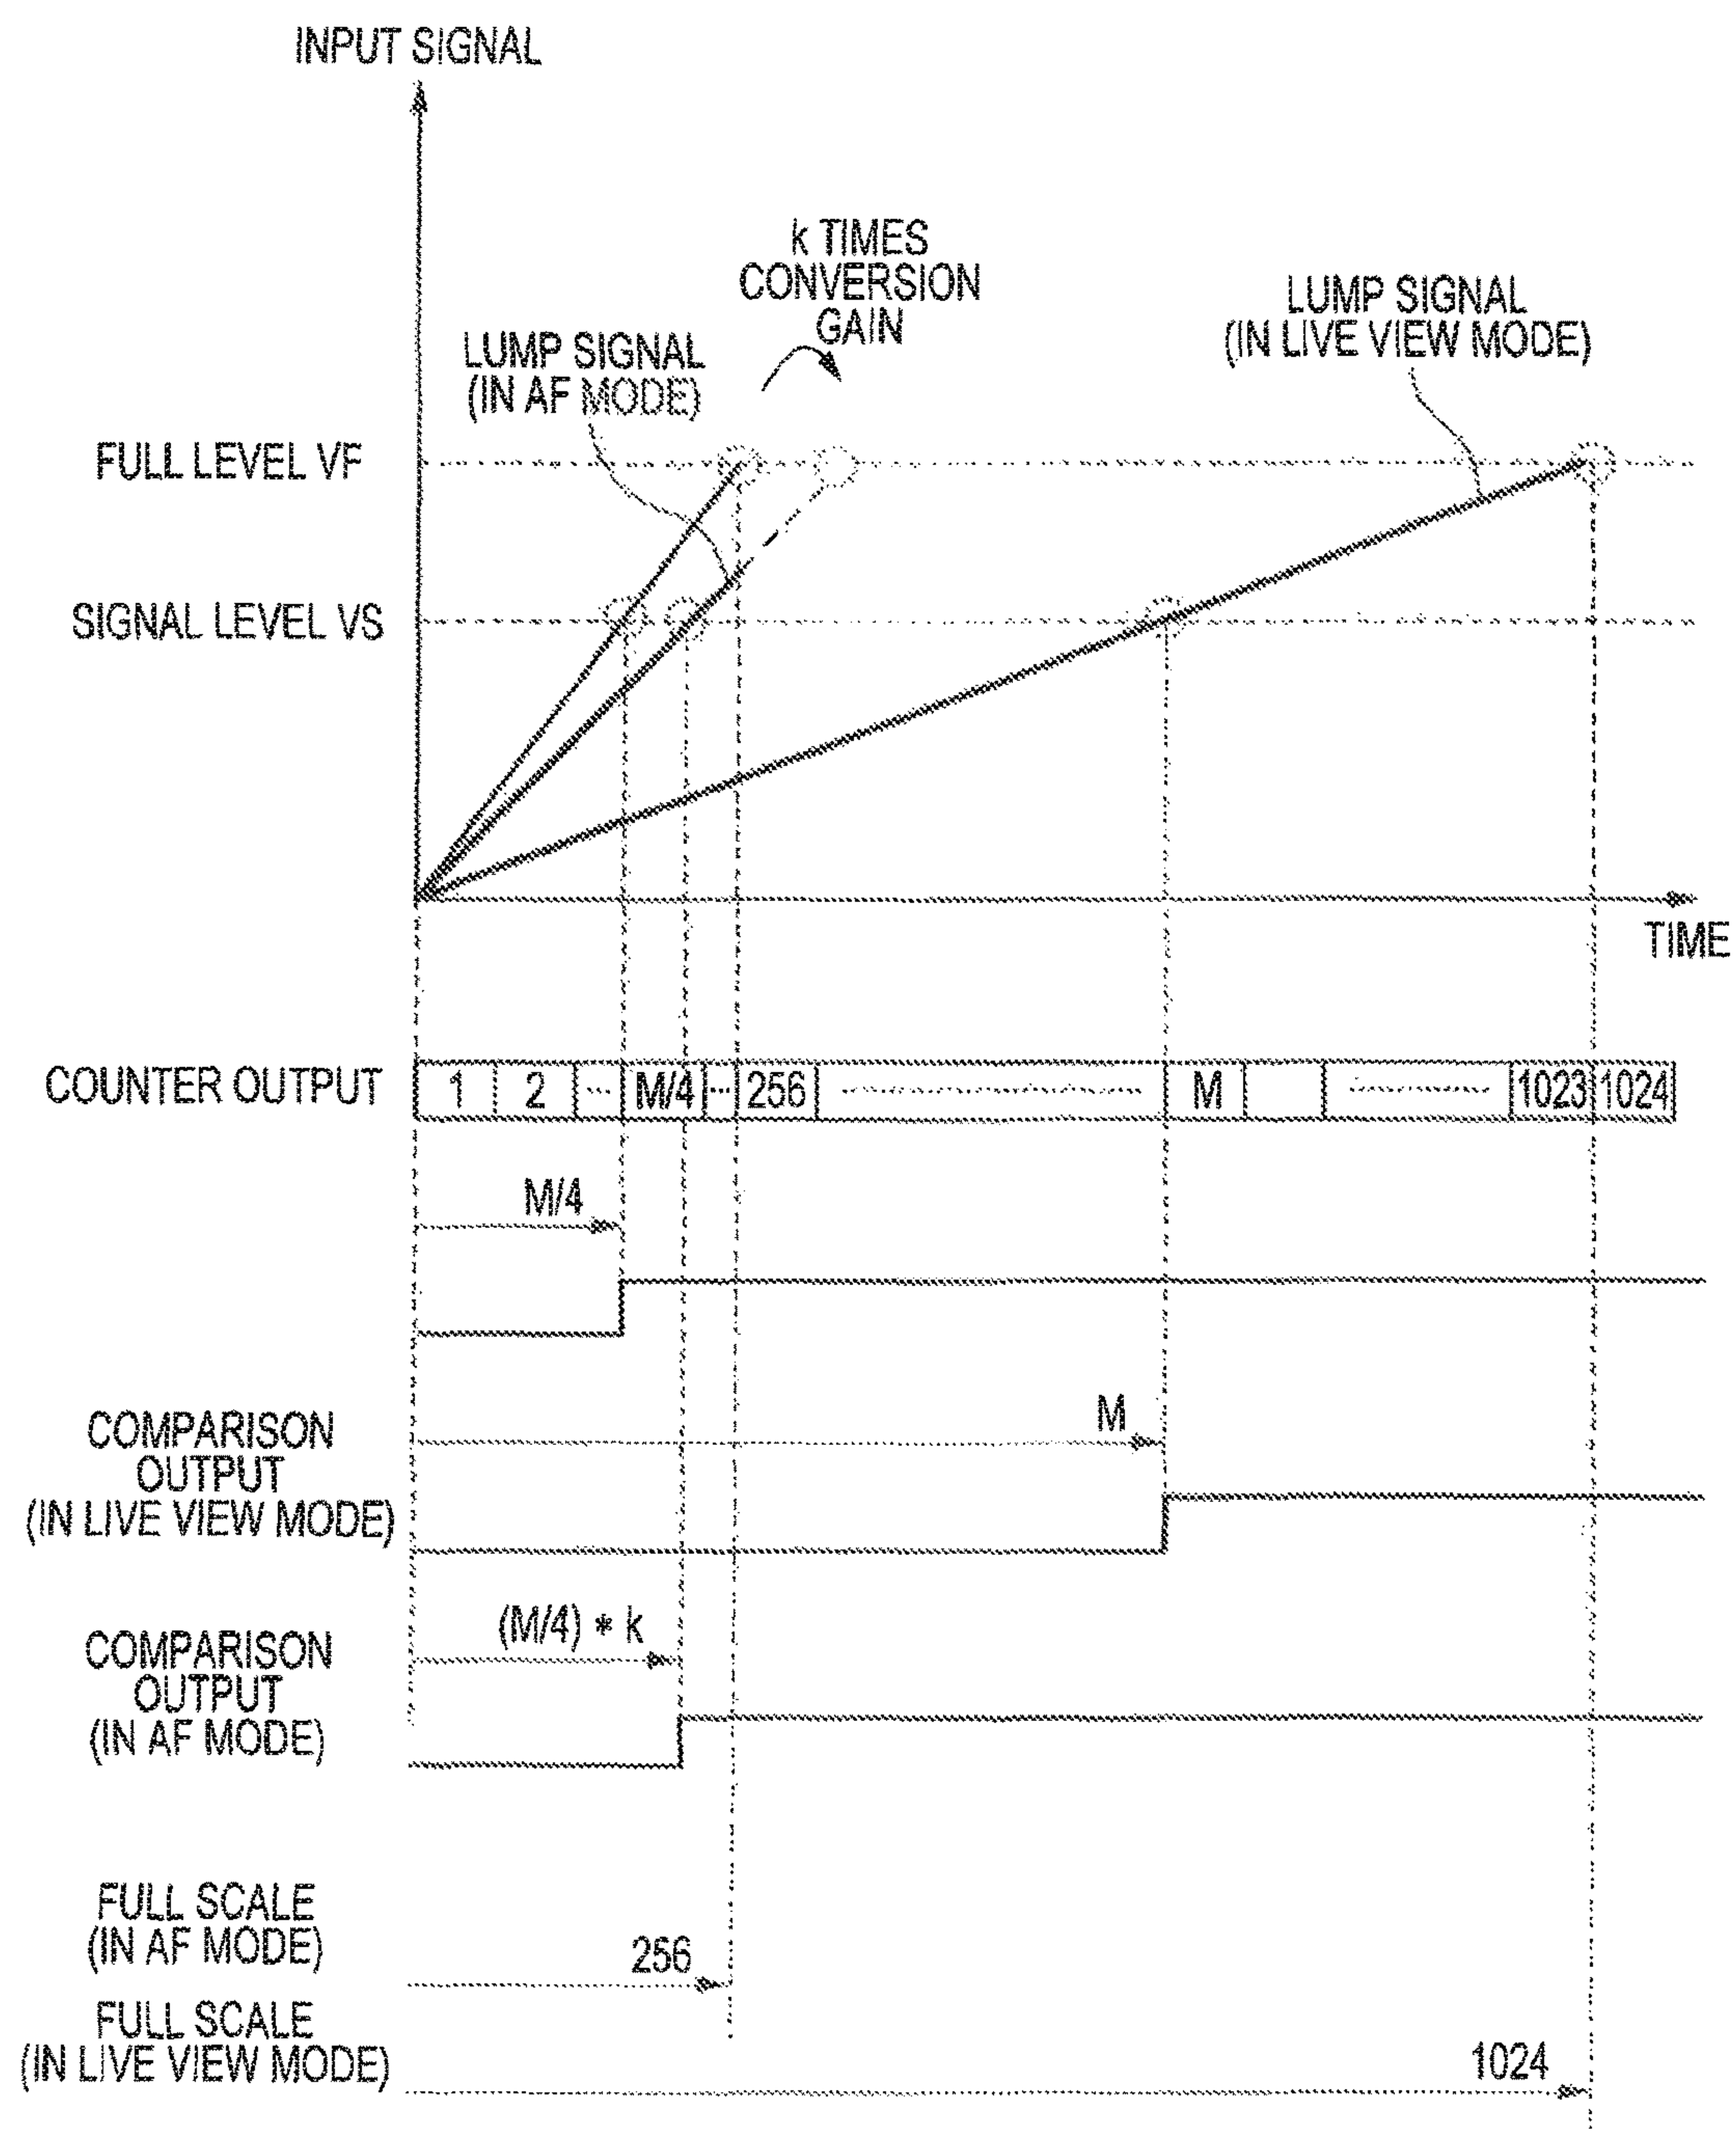 INPUT SIGNAL
k TIMES
CONVERSION
GAIN
LUMP SIGNAL
(IN AF MODE)
LUMP SIGNAL
(IN LIVE VIEW MODE)
FULL LEVEL VF
SIGNAL LEVEL VS
TIME
COUNTER OUTPUT
1 2 ... M/4 ... 256 M 1023 1024
M/4
COMPARISON
OUTPUT
(IN LIVE VIEW MODE)
M
COMPARISON
OUTPUT
(IN AF MODE)
(M/4) * k
FULL SCALE
(IN AF MODE)
256
FULL SCALE
(IN LIVE VIEW MODE)
1024